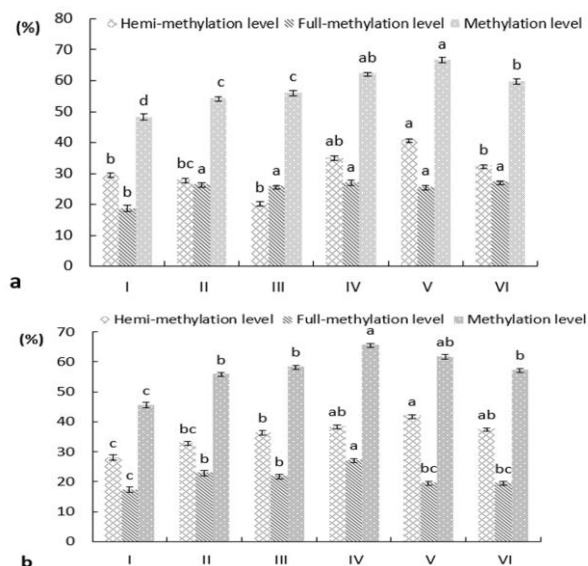 (%)
80
Hemi-methylation level Full-methylation level Methylation level
70
60
50
40
30
20
10
0
b b d
bc a c
b a c
ab a ab
a a a
b a b
I II III IV V VI
a
(%)
70
Hemi-methylation level Full-methylation level Methylation level
60
50
40
30
20
10
0
c c c
bc b b
b b b
ab a a
a bc ab
ab bc b
I II III IV V VI
b